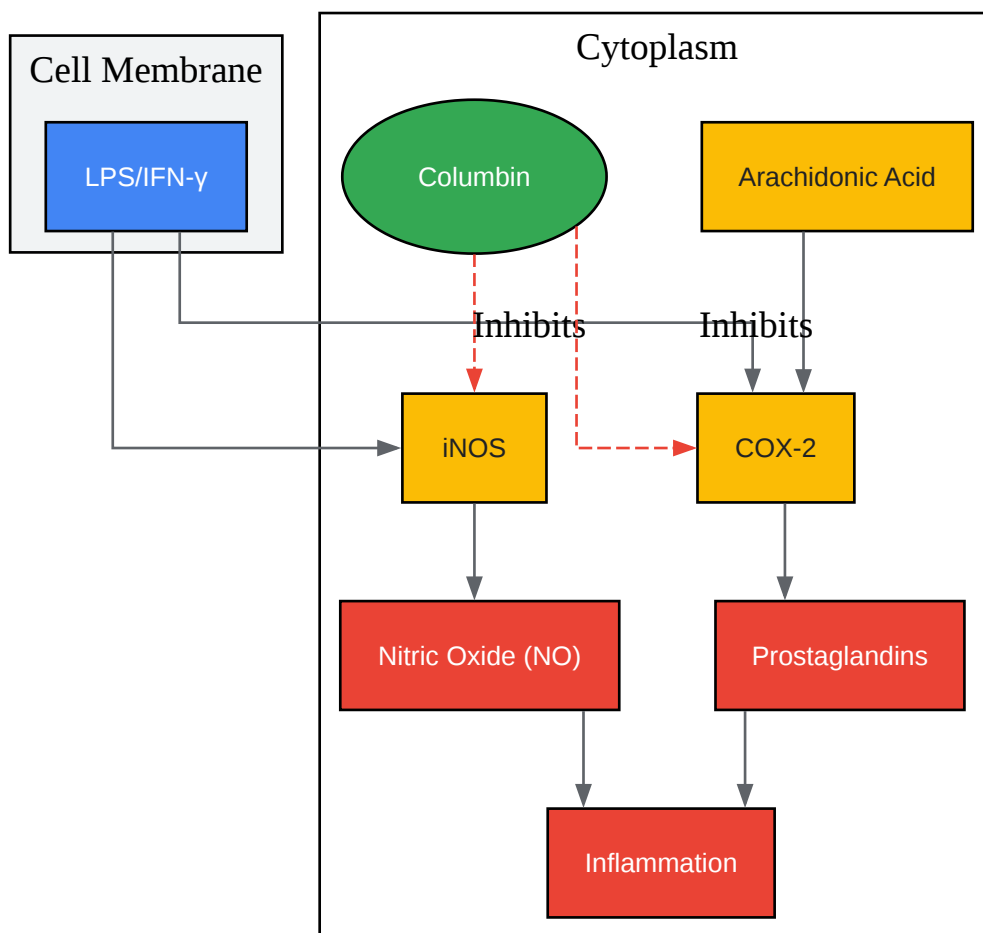 Cytoplasm
Cell Membrane
LPS/IFN-γ
Columbin
Arachidonic Acid
Inhibits
Inhibits
iNOS
COX-2
Nitric Oxide (NO)
Prostaglandins
Inflammation